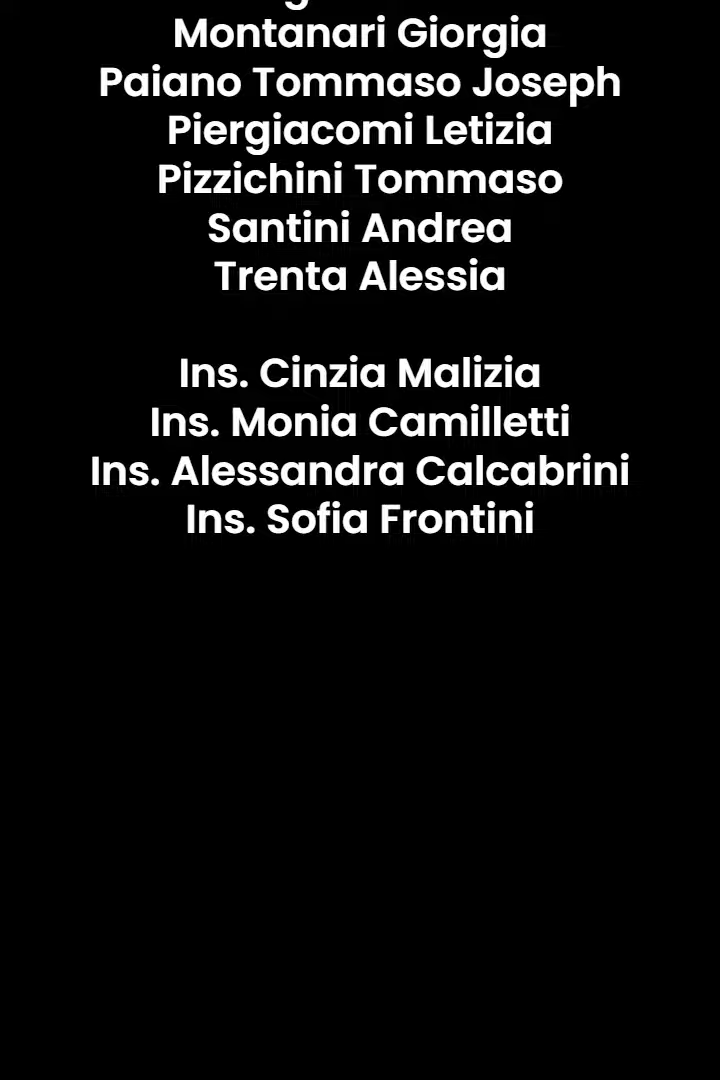 Montanari Giorgia
Paiano Tommaso Joseph
Piergiacomi Letizia
Pizzichini Tommaso
Santini Andrea
Trenta Alessia
Ins. Cinzia Malizia
Ins. Monia Camilletti
Ins. Alessandra Calcabrini
Ins. Sofia Frontini